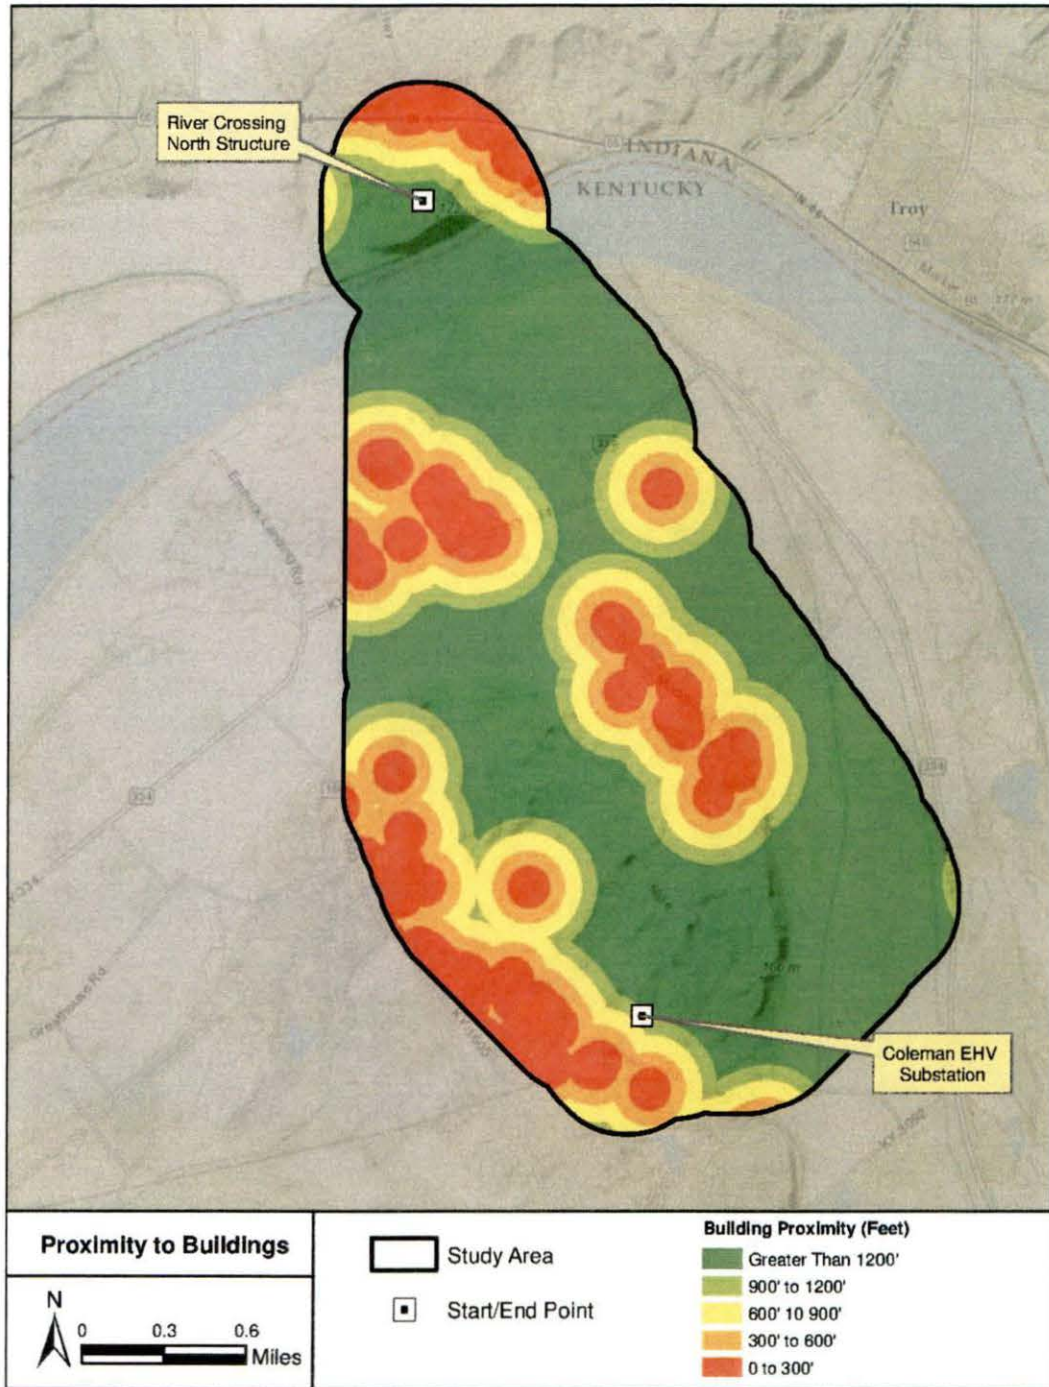 River Crossing
North Structure
66
INDIANA
KENTUCKY
Troy
334
Coleman EHV
Substation
Proximity to Buildings
N
0 0.3 0.6
Miles
Study Area
Start/End Point
Building Proximity (Feet)
Greater Than 1200'
900' to 1200'
600' 10 900'
300' to 600'
0 to 300'